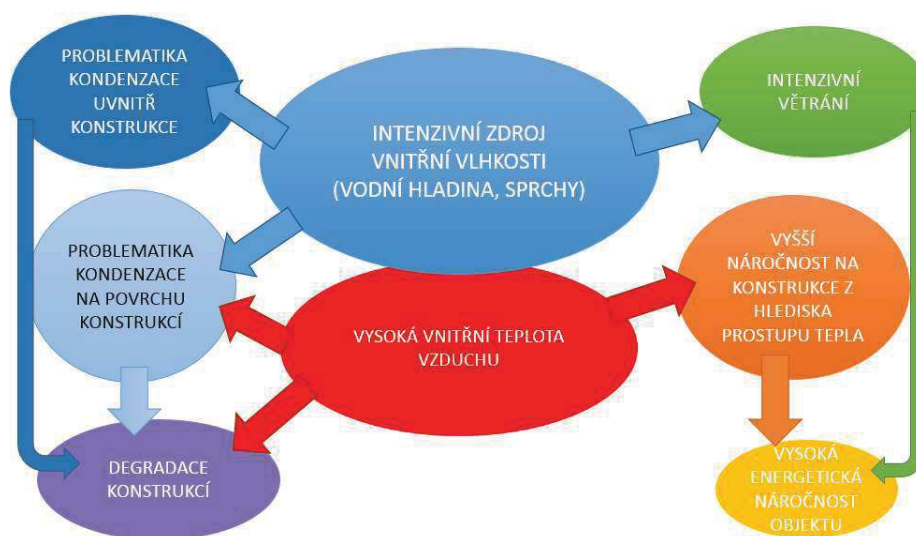 PROBLEMATIKA
KONDENZACE
UVNITŘ
KONSTRUKCE
INTENZIVNÍ ZDROJ
VNITŘNÍ VLHKOSTI
(VODNÍ HLADINA, SPRCHY)
INTENZIVNÍ
VĚTRÁNÍ
PROBLEMATIKA
KONDENZACE
NA POVRCHU
KONSTRUKCÍ
VYSOKÁ VNITŘNÍ TEPLOTA
VZDUCHU
VYŠŠÍ
NÁROČNOST NA
KONSTRUKCE Z
HLEDISKA
PROSTUPU TEPLA
DEGRADACE
KONSTRUKCÍ
VYSOKÁ
ENERGETICKÁ
NÁROČNOST
OBJEKTU